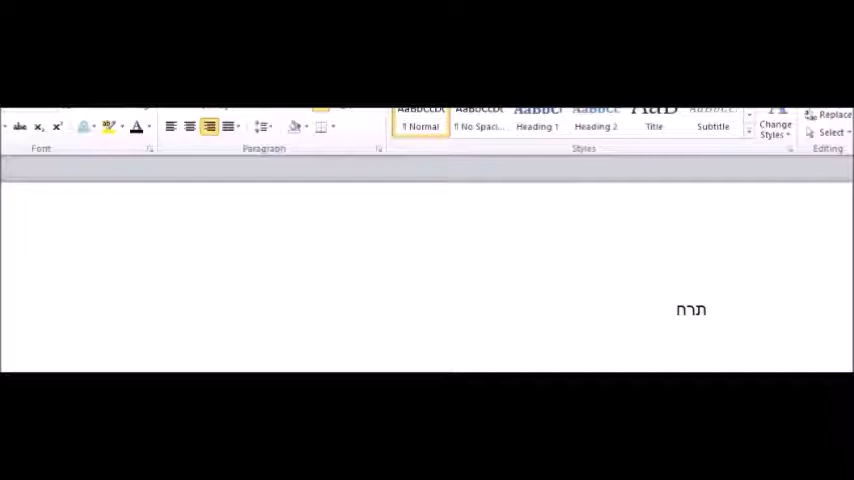 Font
Paragraph
AaBbCcDc
AaBbCcDc
AaBbC
AaBbCc
AaB
AaBbCc
¶ Normal
¶ No Spaci...
Heading 1
Heading 2
Title
Subtitle
Styles
Change Styles
Replace
Select
Editing
תרח